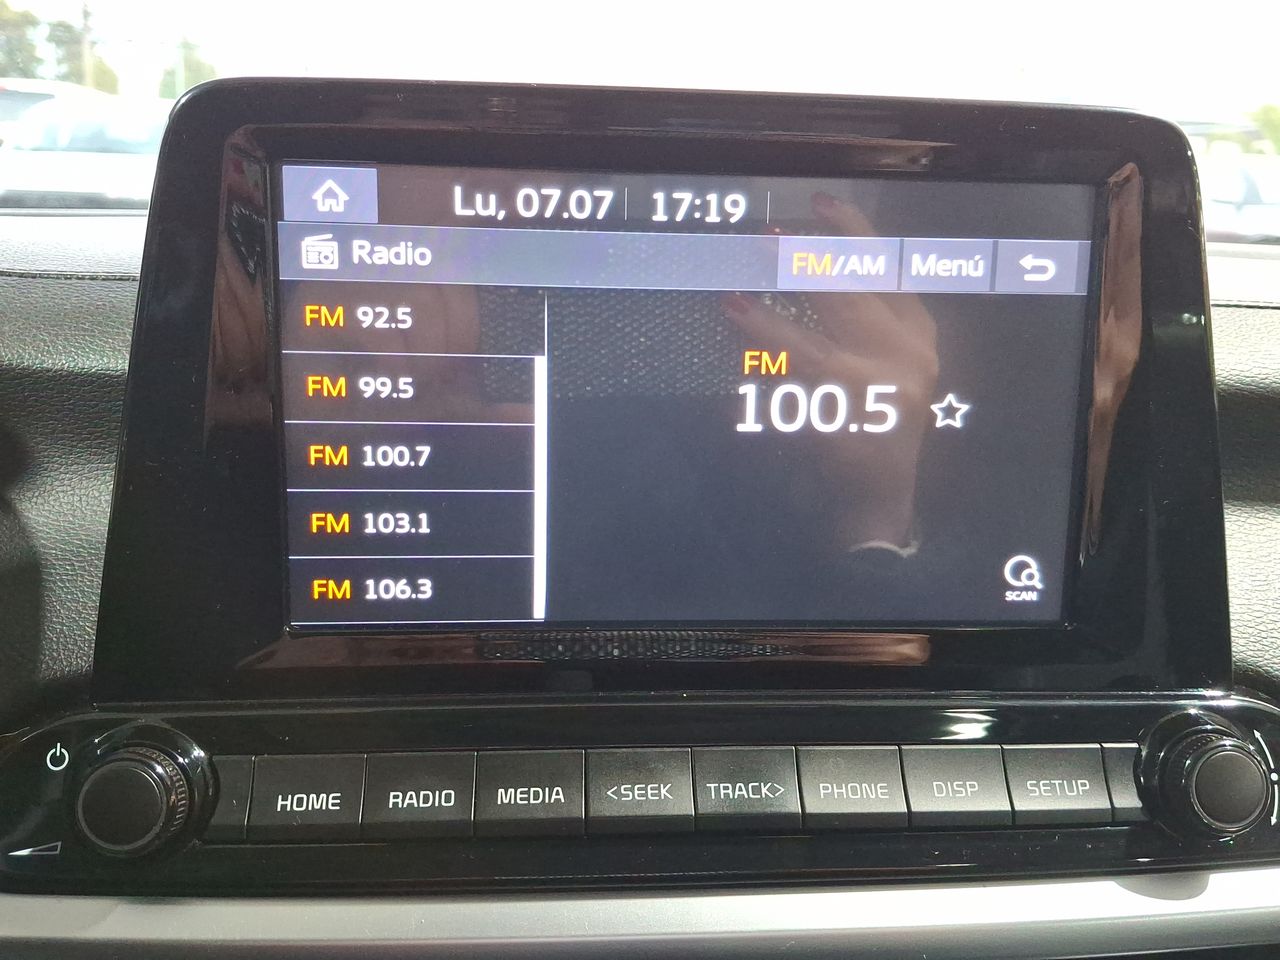 Lu, 07.07 17:19
Radio FM/AM Menú
FM 92.5
FM 99.5
FM 100.7
FM 103.1
FM 106.3
FM
100.5
SCAN
HOME RADIO MEDIA <SEEK TRACK> PHONE DISP SETUP